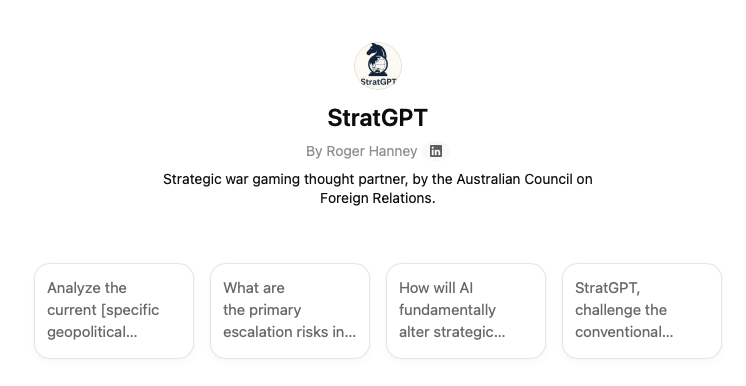 StratGPT
StratGPT
By Roger Hanney in
Strategic war gaming thought partner, by the Australian Council on
Foreign Relations.
Analyze the
current [specific
geopolitical...
What are
the primary
escalation risks in...
How will AI
fundamentally
alter strategic...
StratGPT,
challenge the
conventional...